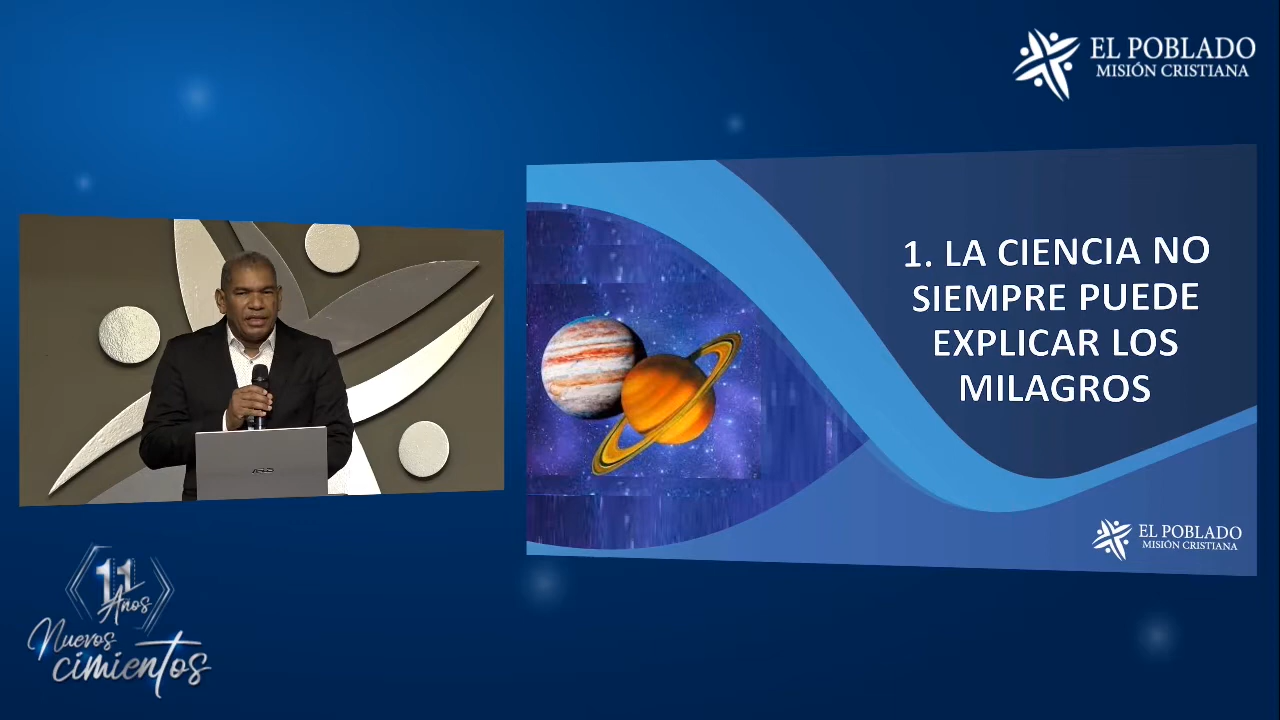 EL POBLADO
MISIÓN CRISTIANA
1. LA CIENCIA NO
SIEMPRE PUEDE
EXPLICAR LOS
MILAGROS
ASUS
EL POBLADO
MISIÓN CRISTIANA
11
Años
Nuevos
cimientos